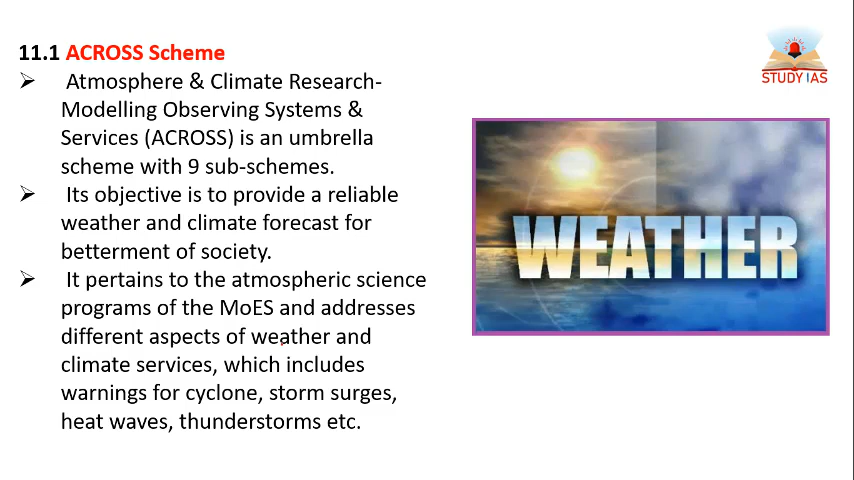 11.1 ACROSS Scheme
STUDY IAS
➢ Atmosphere & Climate Research-
Modelling Observing Systems &
Services (ACROSS) is an umbrella
scheme with 9 sub-schemes.
➢ Its objective is to provide a reliable
weather and climate forecast for
betterment of society.
➢ It pertains to the atmospheric science
programs of the MoES and addresses
different aspects of weather and
climate services, which includes
warnings for cyclone, storm surges,
heat waves, thunderstorms etc.
WEATHER